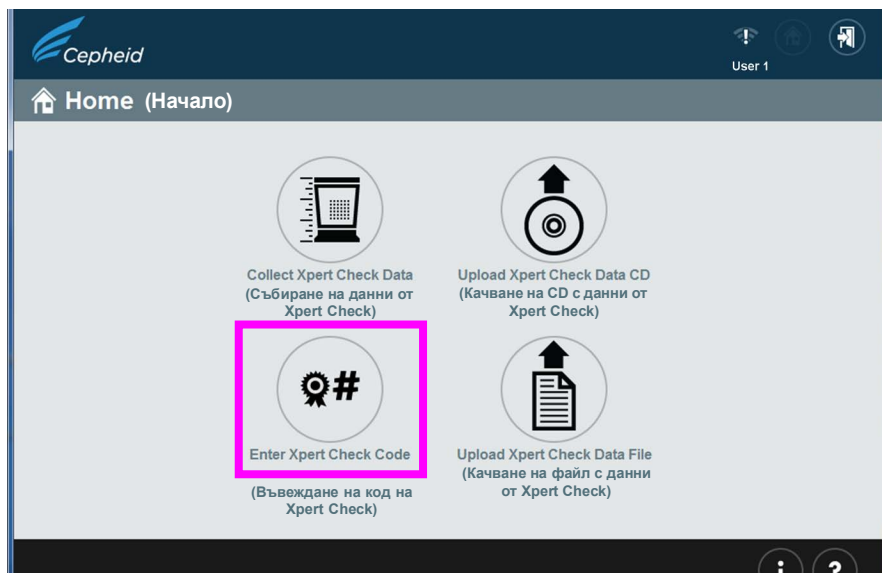 Cepheid
User 1
Home (Начало)
Collect Xpert Check Data
(Събиране на данни от
Xpert Check)
Upload Xpert Check Data CD
(Качване на CD с данни от
Xpert Check)
#
Enter Xpert Check Code
(Въвеждане на код на
Xpert Check)
Upload Xpert Check Data File
(Качване на файл с данни
от Xpert Check)
i ?